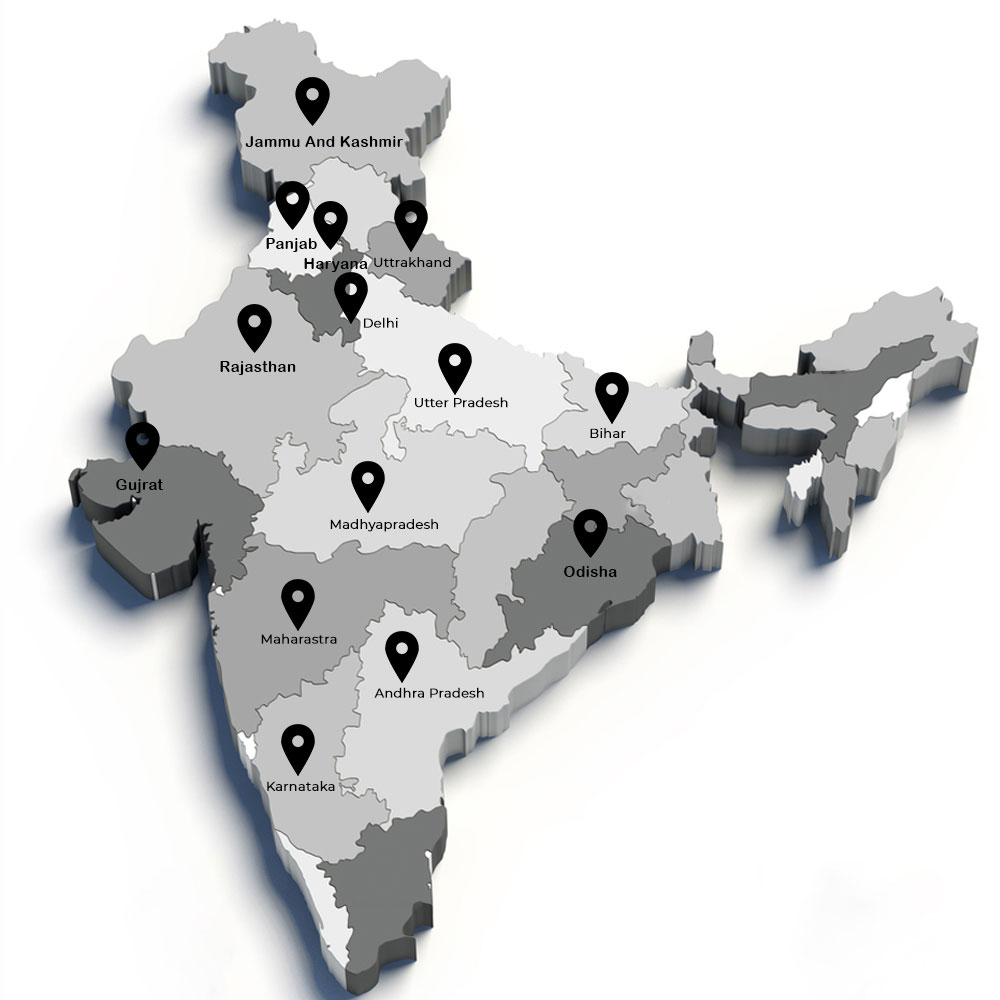 Jammu And Kashmir
Panjab
Haryana
Uttrakhand
Delhi
Rajasthan
Utter Pradesh
Bihar
Gujrat
Madhyapradesh
Odisha
Maharastra
Andhra Pradesh
Karnataka